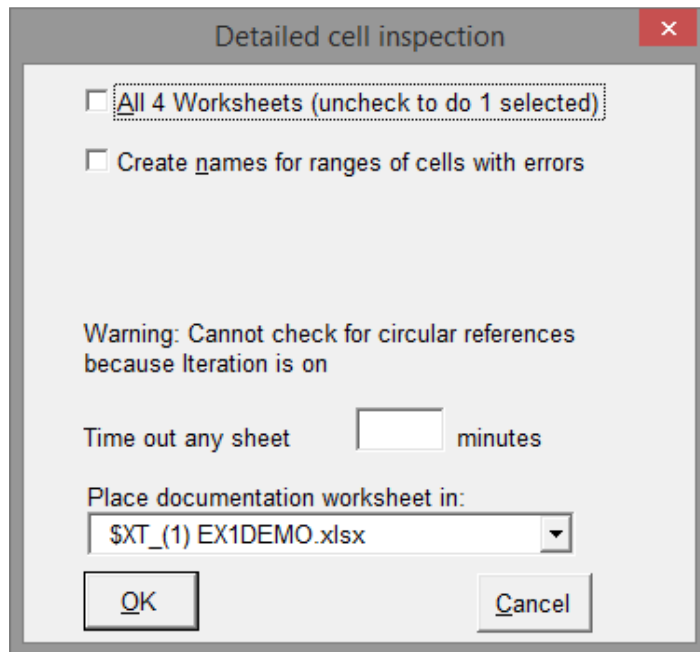 Detailed cell inspection
All 4 Worksheets (uncheck to do 1 selected)
Create names for ranges of cells with errors
Warning: Cannot check for circular references
because Iteration is on
Time out any sheet minutes
Place documentation worksheet in:
$XT_(1) EX1DEMO.xlsx
OK Cancel